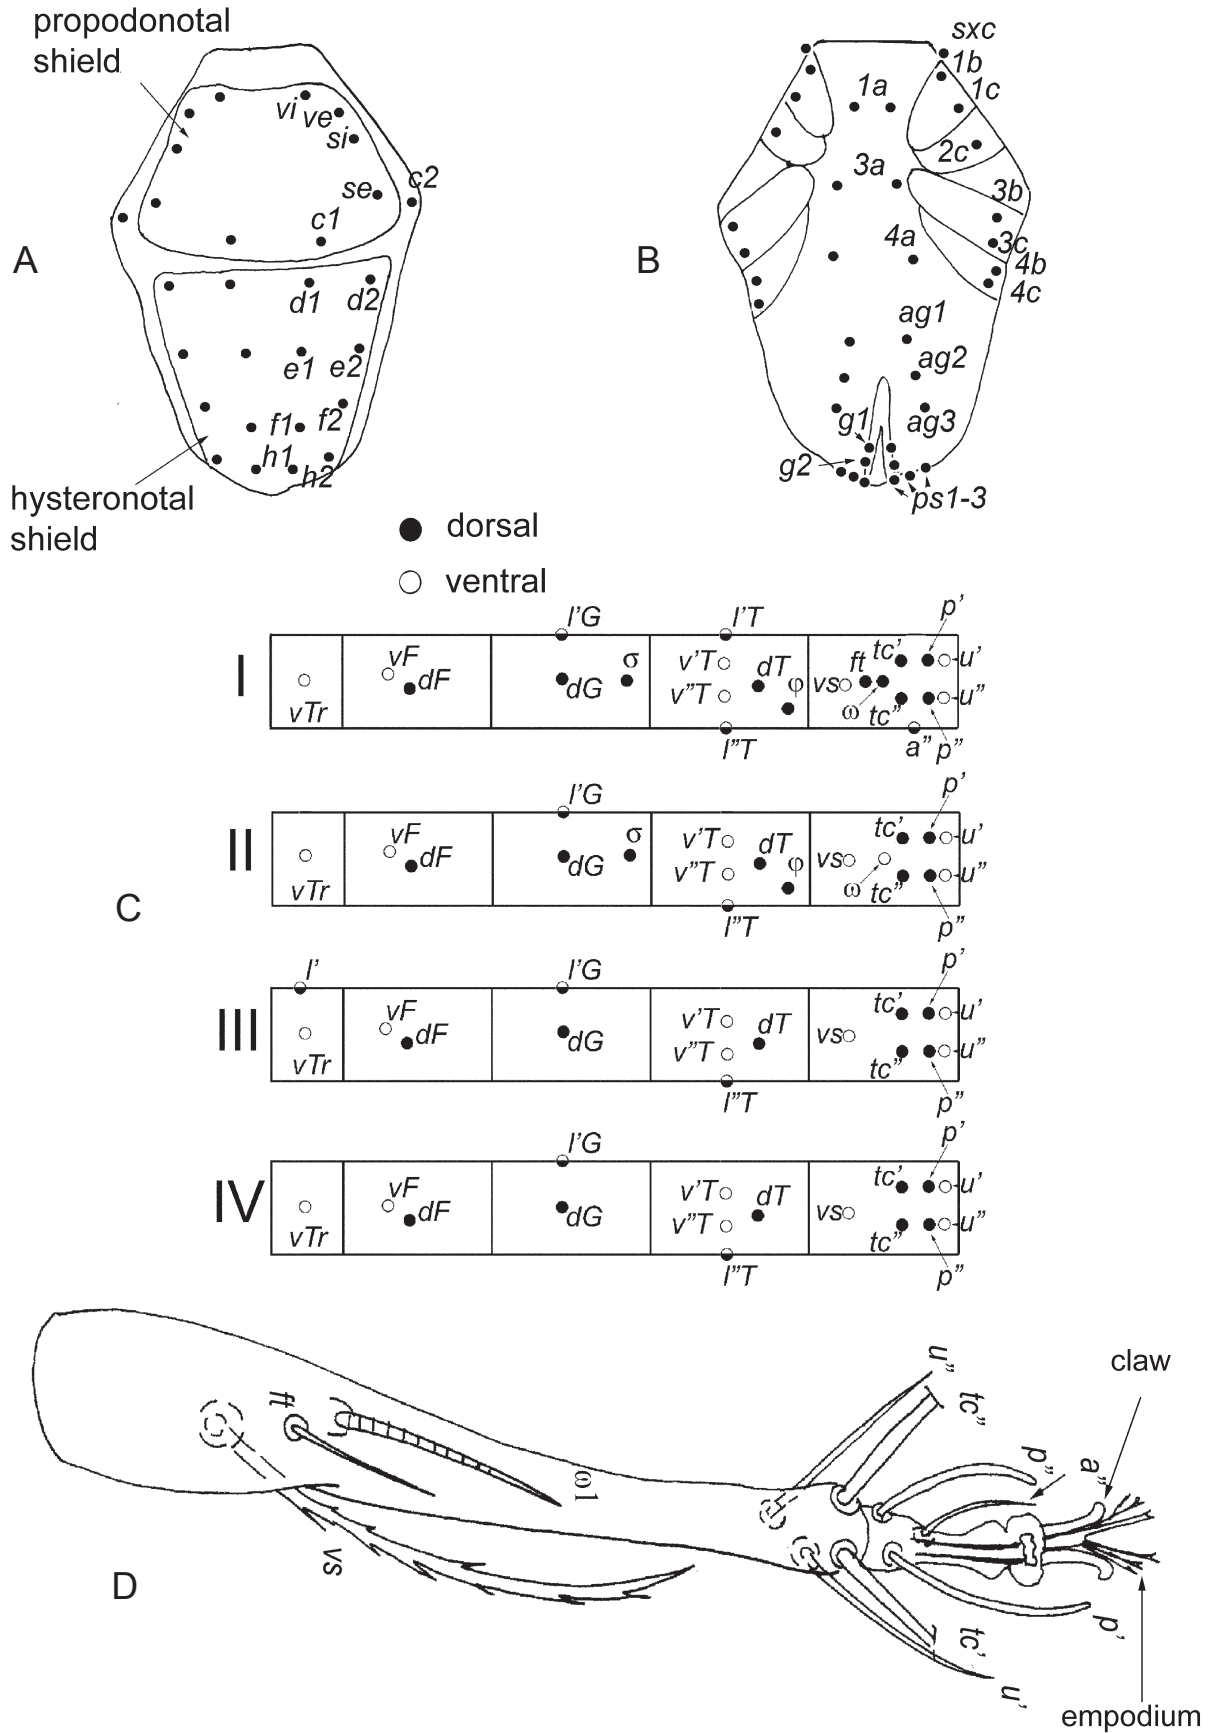 propodonotal
shield
vi
ve
si
se
c2
c1
A
d1
d2
e1
e2
f1
f2
h1
h2
hysteronotal
shield
sxc
1b
1a
1c
2c
3a
3b
4a
3c
4b
4c
B
ag1
ag2
g1
ag3
g2
ps1-3
dorsal
ventral
I
vTr
vF
dF
l’G
dG
σ
l’T
v’T
v”T
dT
φ
l”T
vs
ft
ω
tc’
tc”
a”
p’
p”
u’
u”
II
vTr
vF
dF
l’G
dG
σ
v’T
v”T
dT
φ
l”T
vs
ω
tc’
tc”
p’
p”
u’
u”
C
III
l’
vTr
vF
dF
l’G
dG
v’T
v”T
dT
l”T
vs
tc’
tc”
p’
p”
u’
u”
IV
vTr
vF
dF
l’G
dG
v’T
v”T
dT
l”T
vs
tc’
tc”
p’
p”
u’
u”
D
ft
ω1
vs
u”
tc”
p”
a”
claw
p’
tc’
u’
empodium